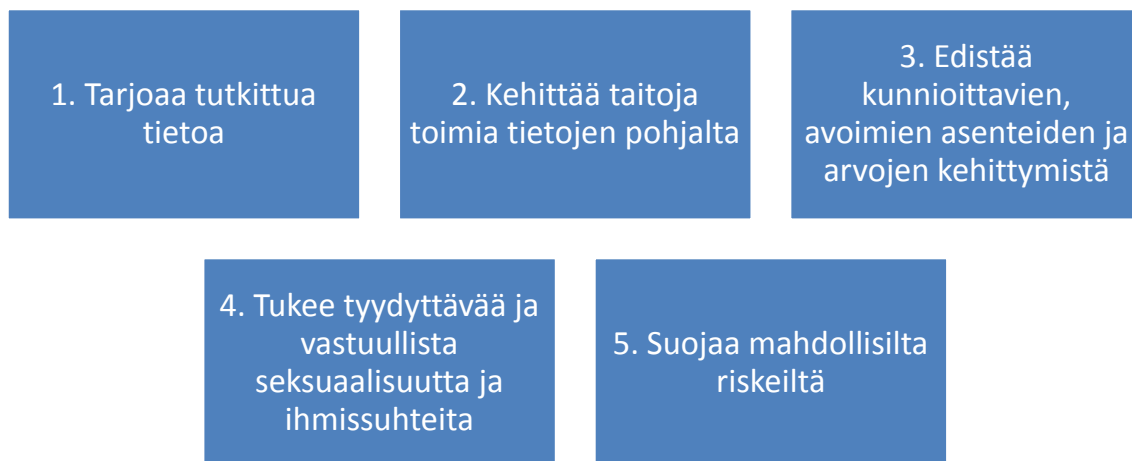 1. Tarjoaa tutkittua
tietoa
2. Kehittää taitoja
toimia tietojen pohjalta
3. Edistää
kunnioittavien,
avoimien asenteiden ja
arvojen kehittymistä
4. Tukee tyydyttävää ja
vastuullista
seksuaalisuutta ja
ihmissuhteita
5. Suojaa mahdollisilta
riskeiltä